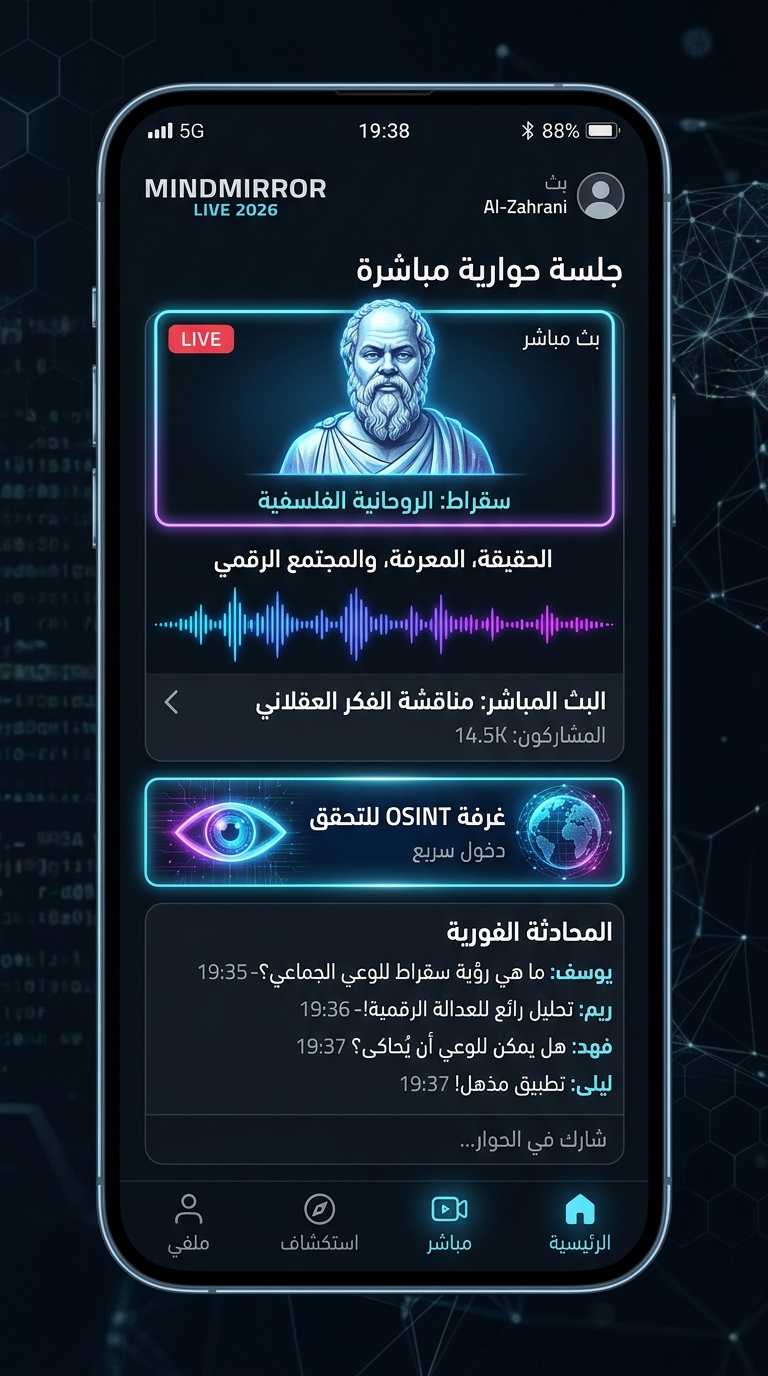 5G
19:38
88%
MINDMIRROR
LIVE 2026
بث
Al-Zahrani
جلسة حوارية مباشرة
LIVE
بث مباشر
سقراط: الروحانية الفلسفية
الحقيقة، المعرفة، والمجتمع الرقمي
البث المباشر: مناقشة الفكر العقلاني
المشاركون: 14.5K
غرفة OSINT للتحقق
دخول سريع
المحادثة الفورية
يوسف: ما هي رؤية سقراط للوعي الجماعي؟- 19:35
ريم: تحليل رائع للعدالة الرقمية!- 19:36
فهد: هل يمكن للوعي أن يُحاكى؟ 19:37
ليلى: تطبيق مذهل! 19:37
شارك في الحوار...
الرئيسية
مباشر
استكشاف
ملفي